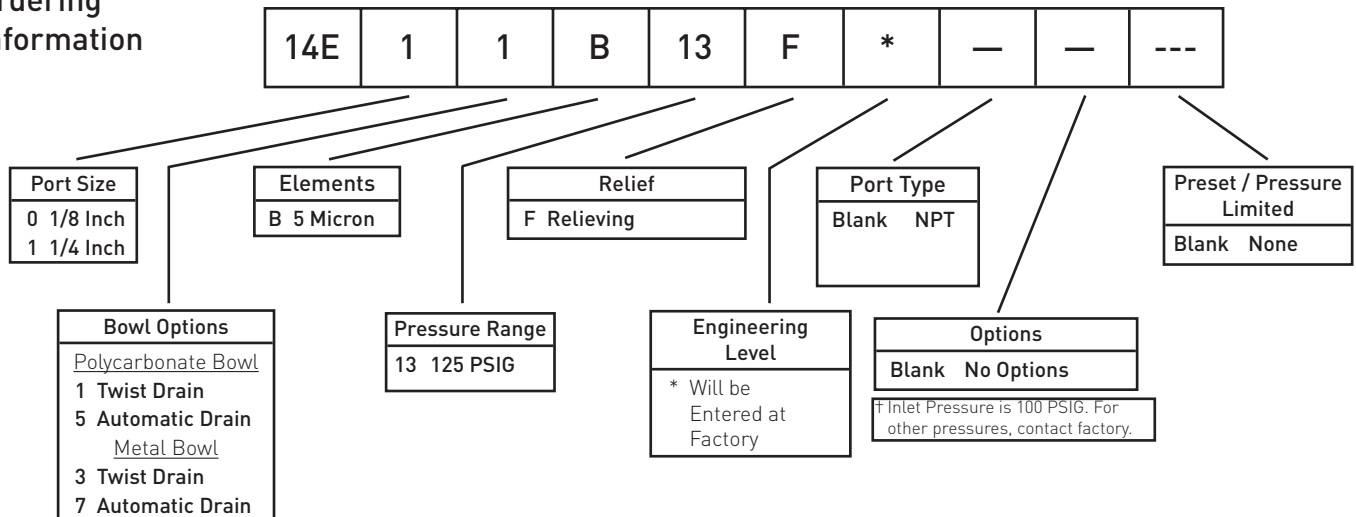 Information
14E 1 1 B 13 F * — — ---
Port Size
0 1/8 Inch
1 1/4 Inch
Elements
B 5 Micron
Relief
F Relieving
Port Type
Blank NPT
Preset / Pressure
Limited
Blank None
Bowl Options
Polycarbonate Bowl
1 Twist Drain
5 Automatic Drain
Metal Bowl
3 Twist Drain
7 Automatic Drain
Pressure Range
13 125 PSIG
Engineering
Level
* Will be
Entered at
Factory
Options
Blank No Options
† Inlet Pressure is 100 PSIG. For
other pressures, contact factory.